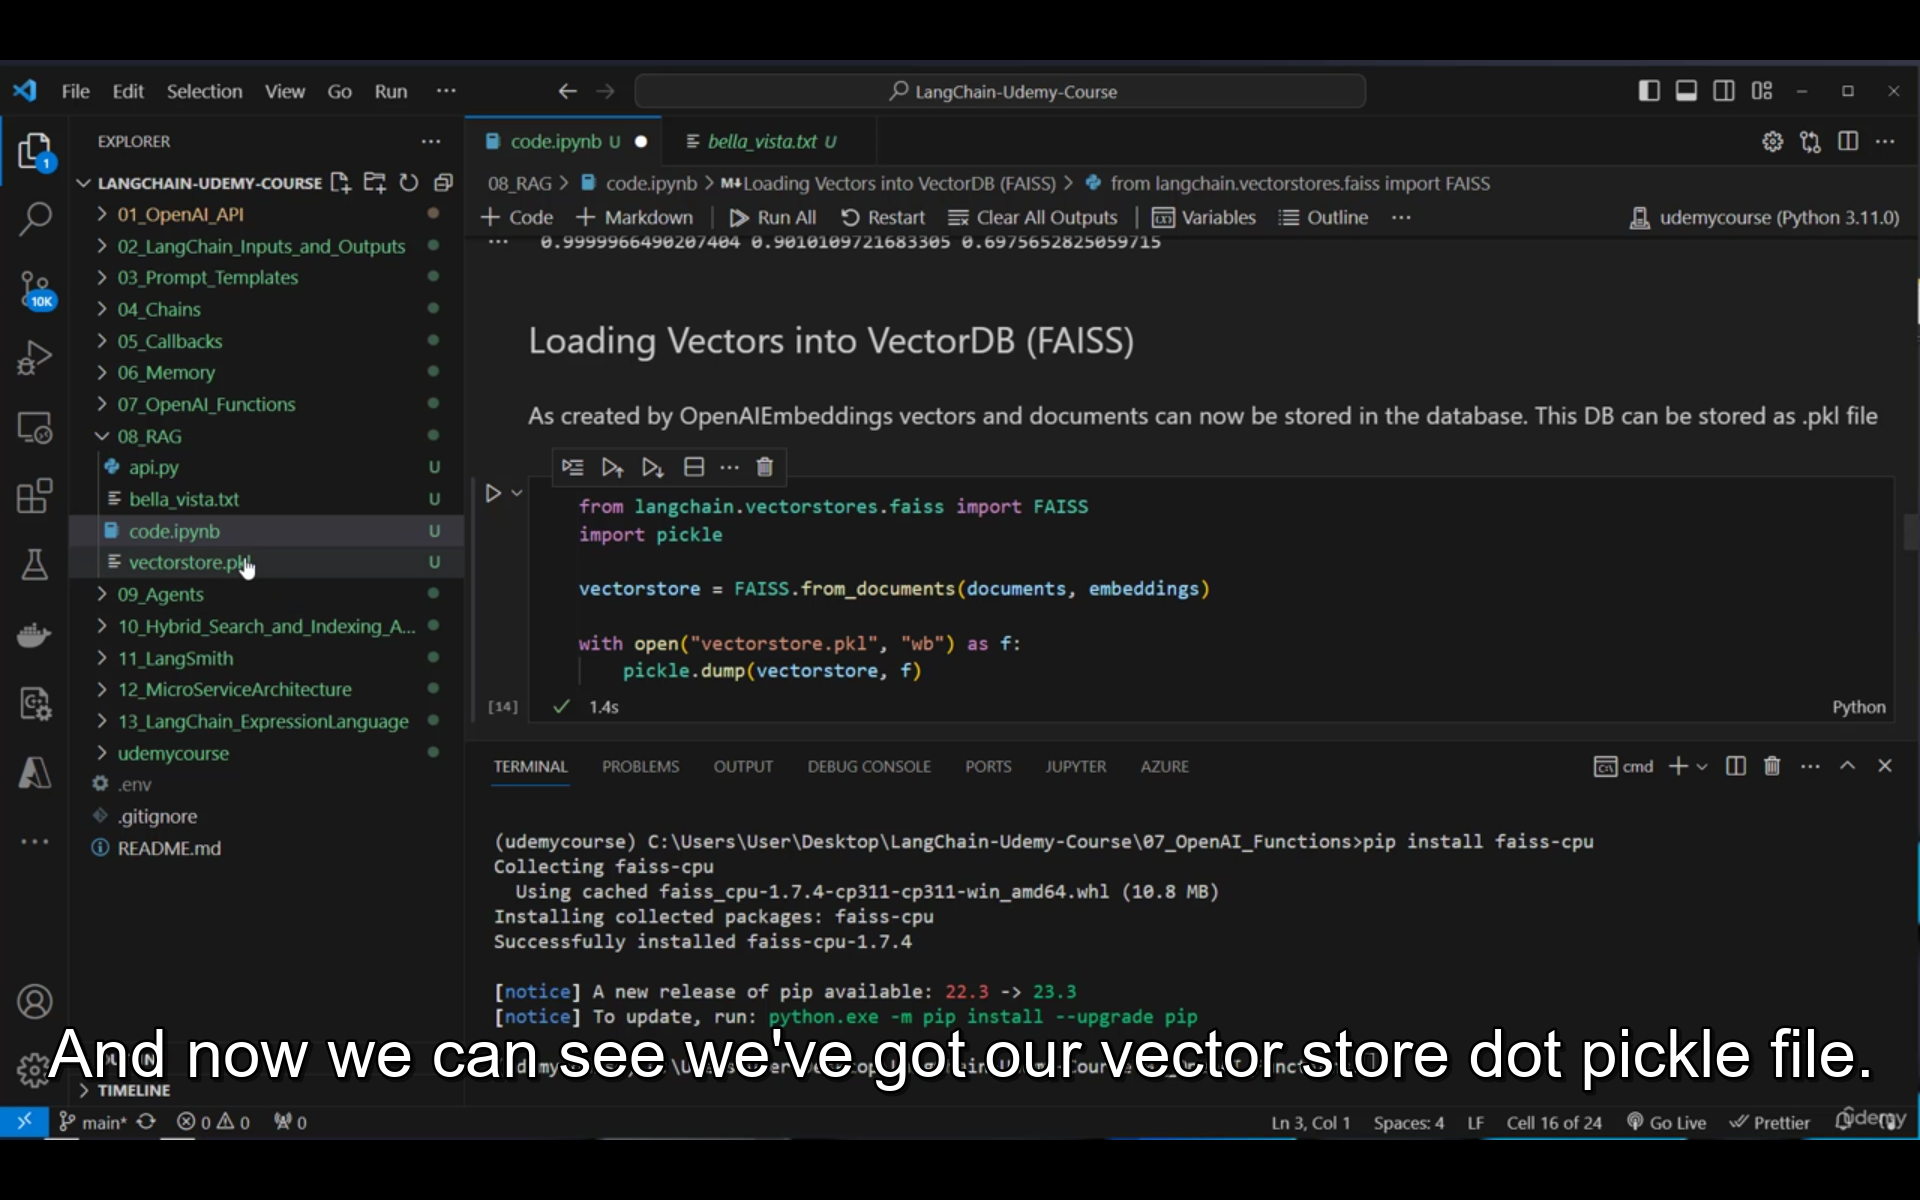 File Edit Selection View Go Run ···
LangChain-Udemy-Course
EXPLORER
code.ipynb U
bella_vista.txt U
1
LANGCHAIN-UDEMY-COURSE
08_RAG > code.ipynb > M↓Loading Vectors into VectorDB (FAISS) > from langchain.vectorstores.faiss import FAISS
+ Code + Markdown Run All Restart Clear All Outputs Variables Outline ··· udemycourse (Python 3.11.0)
01_OpenAI_API
02_LangChain_Inputs_and_Outputs
03_Prompt_Templates
04_Chains
05_Callbacks
06_Memory
07_OpenAI_Functions
08_RAG
api.py U
bella_vista.txt U
code.ipynb U
vectorstore.pkl U
09_Agents
10_Hybrid_Search_and_Indexing_A...
11_LangSmith
12_MicroServiceArchitecture
13_LangChain_ExpressionLanguage
udemycourse
.env
.gitignore
README.md
10K
0.9999966490207404 0.9010109721683305 0.6975652825059715
Loading Vectors into VectorDB (FAISS)
As created by OpenAIEmbeddings vectors and documents can now be stored in the database. This DB can be stored as .pkl file
from langchain.vectorstores.faiss import FAISS
import pickle
vectorstore = FAISS.from_documents(documents, embeddings)
with open("vectorstore.pkl", "wb") as f:
pickle.dump(vectorstore, f)
[14] 1.4s Python
TERMINAL PROBLEMS OUTPUT DEBUG CONSOLE PORTS JUPYTER AZURE
cmd
(udemycourse) C:\Users\User\Desktop\LangChain-Udemy-Course\07_OpenAI_Functions>pip install faiss-cpu
Collecting faiss-cpu
Using cached faiss_cpu-1.7.4-cp311-cp311-win_amd64.whl (10.8 MB)
Installing collected packages: faiss-cpu
Successfully installed faiss-cpu-1.7.4
[notice] A new release of pip available: 22.3 -> 23.3
[notice] To update, run: python.exe -m pip install --upgrade pip
And now we can see we've got our vector store dot pickle file.
TIMELINE
main* 0 0 0
Ln 3, Col 1 Spaces: 4 LF Cell 16 of 24 Go Live Prettier
udemy